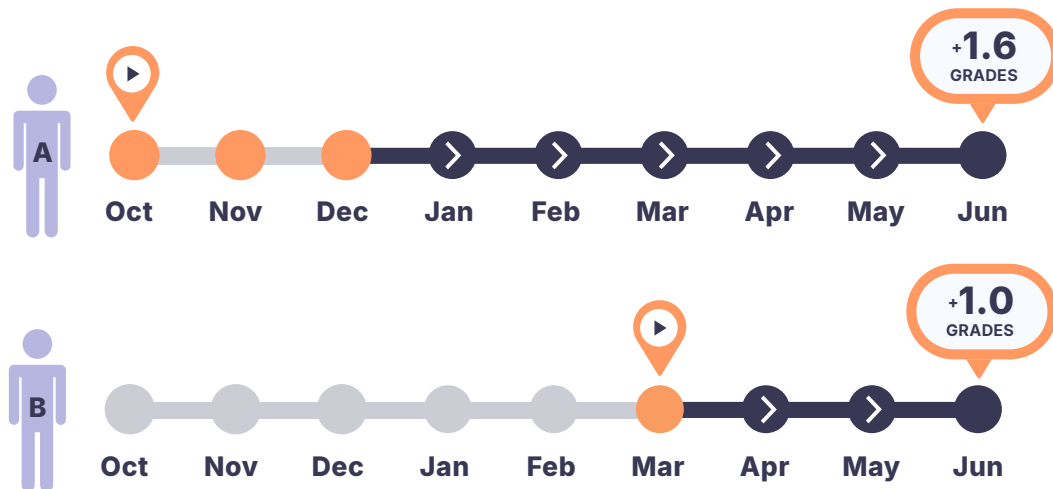 +1.6
GRADES
A
Oct Nov Dec Jan Feb Mar Apr May Jun
+1.0
GRADES
B
Oct Nov Dec Jan Feb Mar Apr May Jun